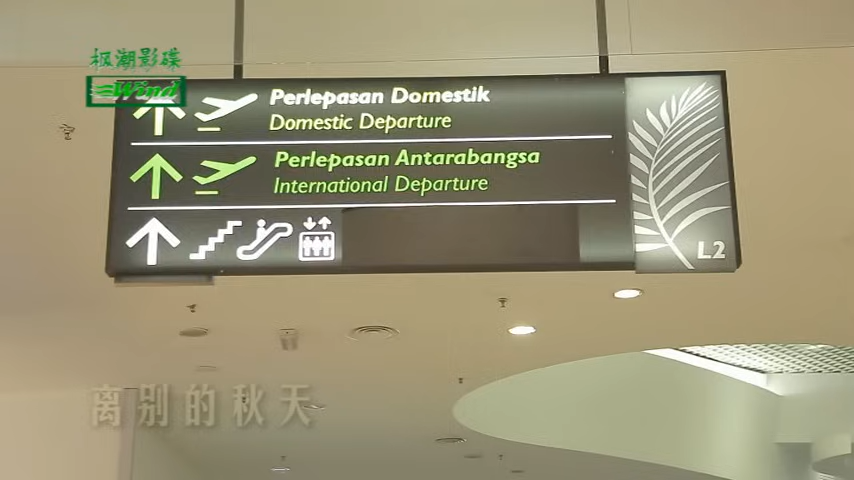 枫潮影碟
Wind
Perlepasan Domestik
Domestic Departure
Perlepasan Antarabangsa
International Departure
L2
离别的秋天